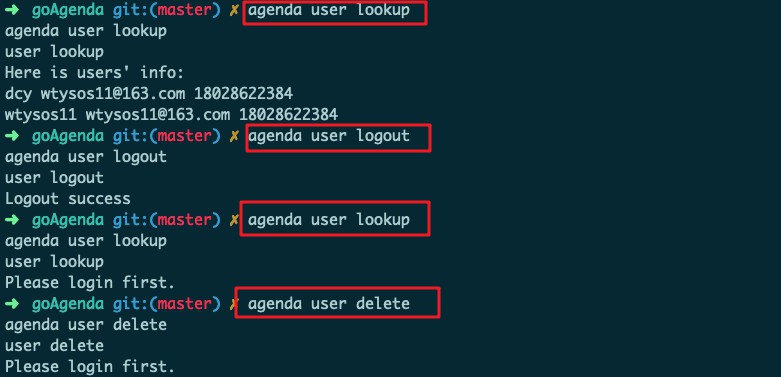 ➜ goAgenda git:(master) ✗ agenda user lookup
agenda user lookup
user lookup
Here is users' info:
dcy wtysos11@163.com 18028622384
wtysos11 wtysos11@163.com 18028622384
➜ goAgenda git:(master) ✗ agenda user logout
agenda user logout
user logout
Logout success
➜ goAgenda git:(master) ✗ agenda user lookup
agenda user lookup
user lookup
Please login first.
➜ goAgenda git:(master) ✗ agenda user delete
agenda user delete
user delete
Please login first.